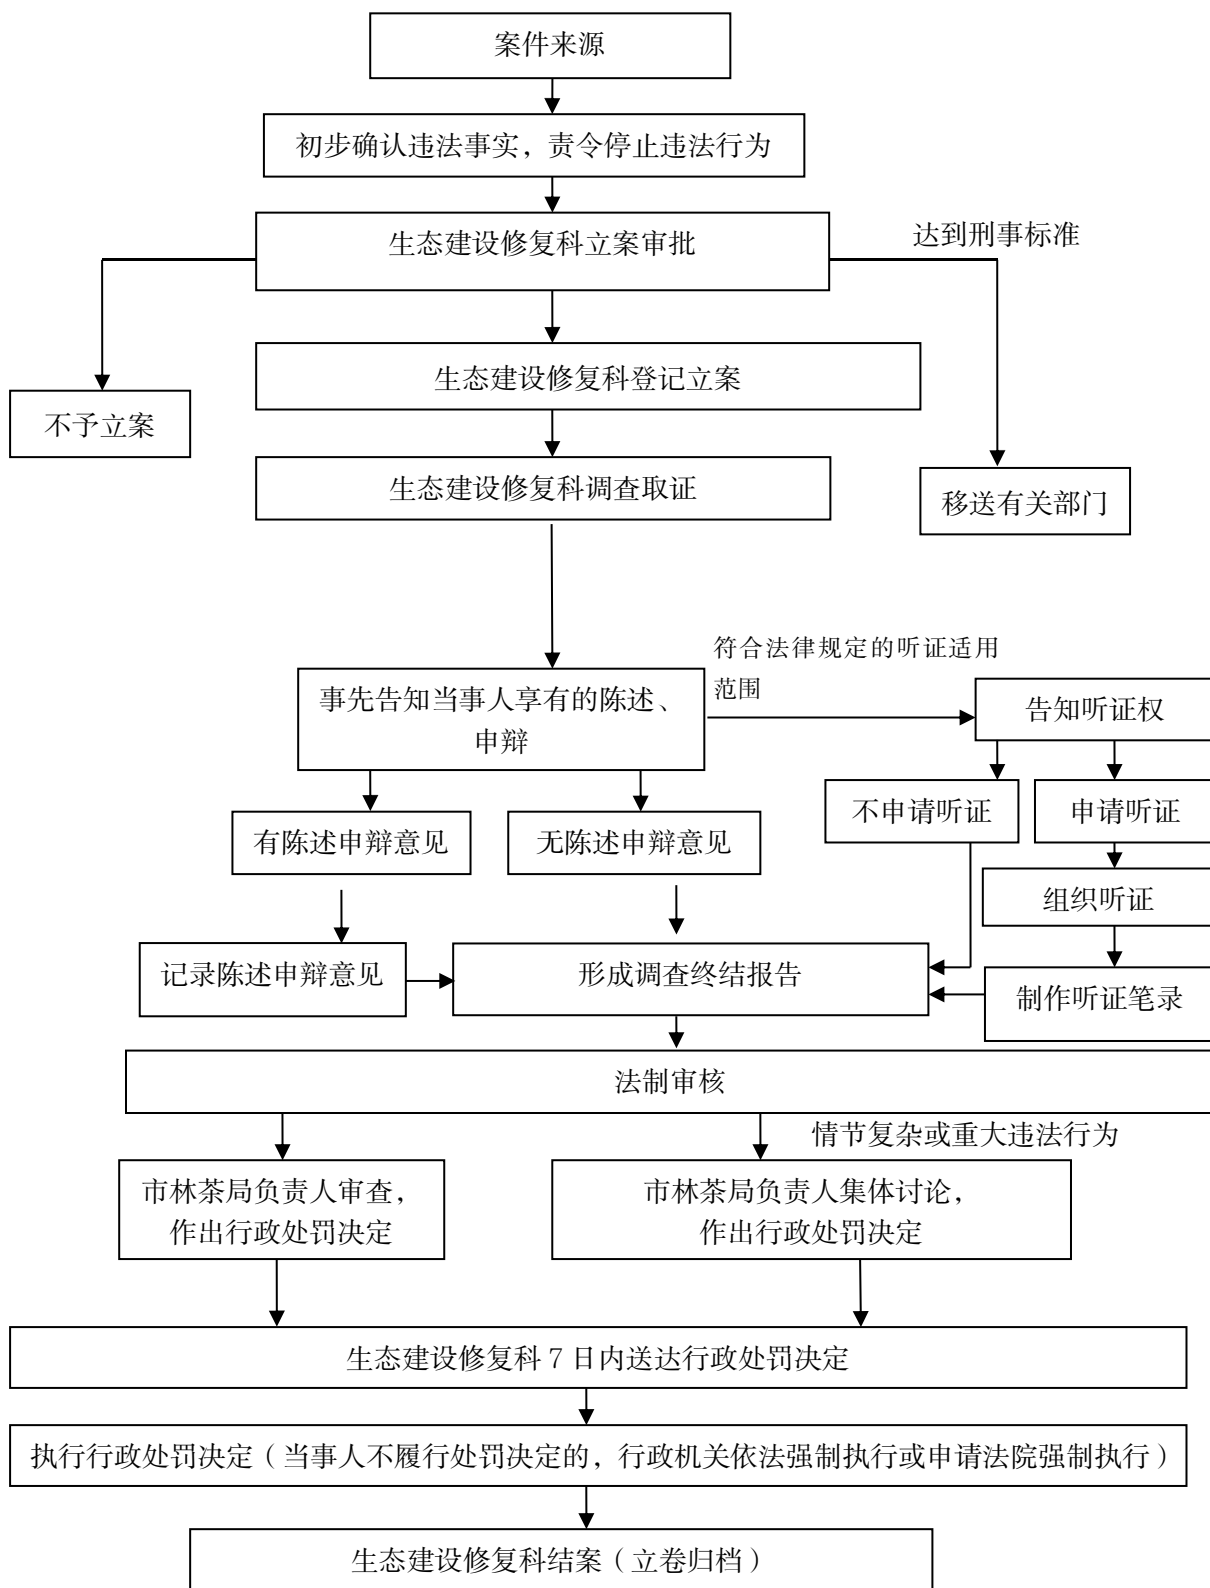 案件来源
初步确认违法事实，责令停止违法行为
生态建设修复科立案审批
达到刑事标准
生态建设修复科登记立案
不予立案
生态建设修复科调查取证
移送有关部门
符合法律规定的听证适用
范围
事先告知当事人享有的陈述、
申辩
告知听证权
不申请听证
申请听证
有陈述申辩意见
无陈述申辩意见
组织听证
记录陈述申辩意见
形成调查终结报告
制作听证笔录
法制审核
情节复杂或重大违法行为
市林茶局负责人审查，
作出行政处罚决定
市林茶局负责人集体讨论，
作出行政处罚决定
生态建设修复科 7 日内送达行政处罚决定
执行行政处罚决定（当事人不履行处罚决定的，行政机关依法强制执行或申请法院强制执行）
生态建设修复科结案（立卷归档）